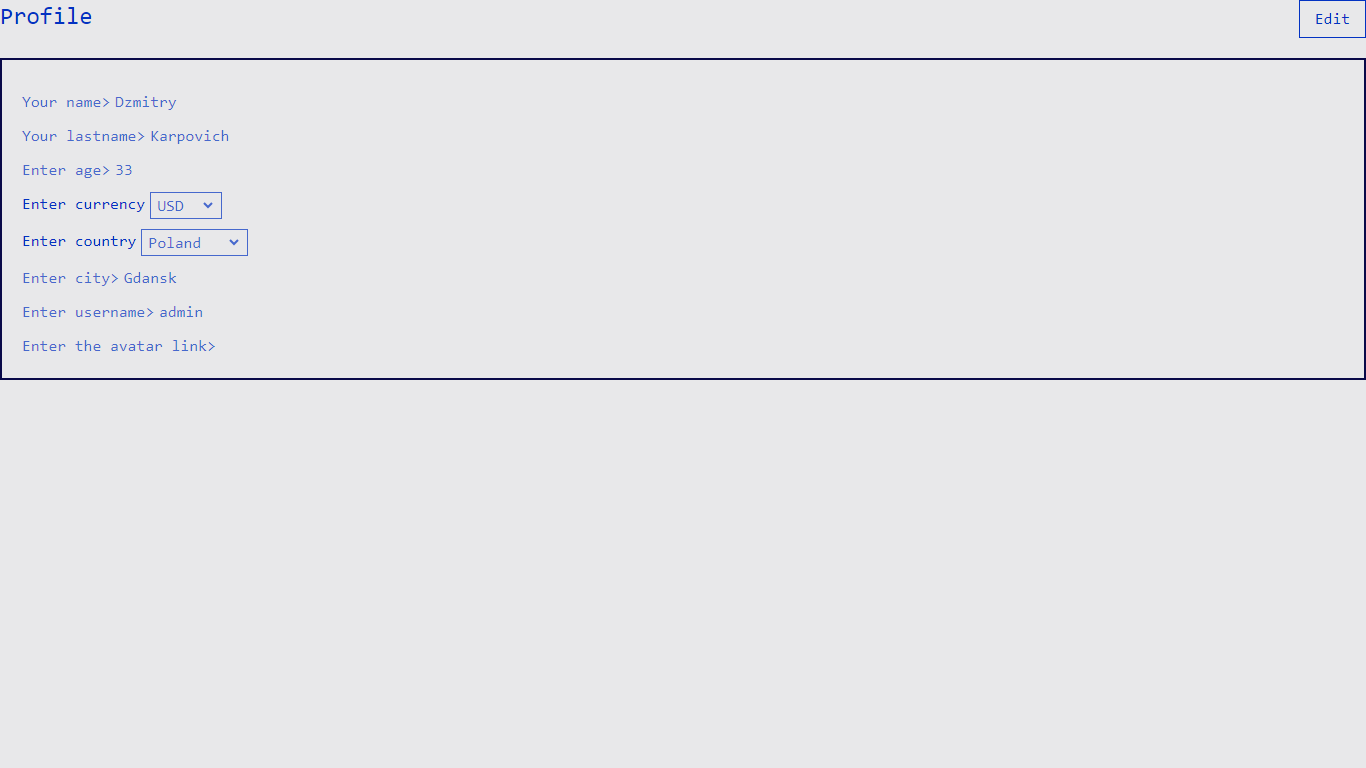 Profile
Edit
Your name> Dzmitry
Your lastname> Karpovich
Enter age> 33
Enter currency USD
Enter country Poland
Enter city> Gdansk
Enter username> admin
Enter the avatar link>